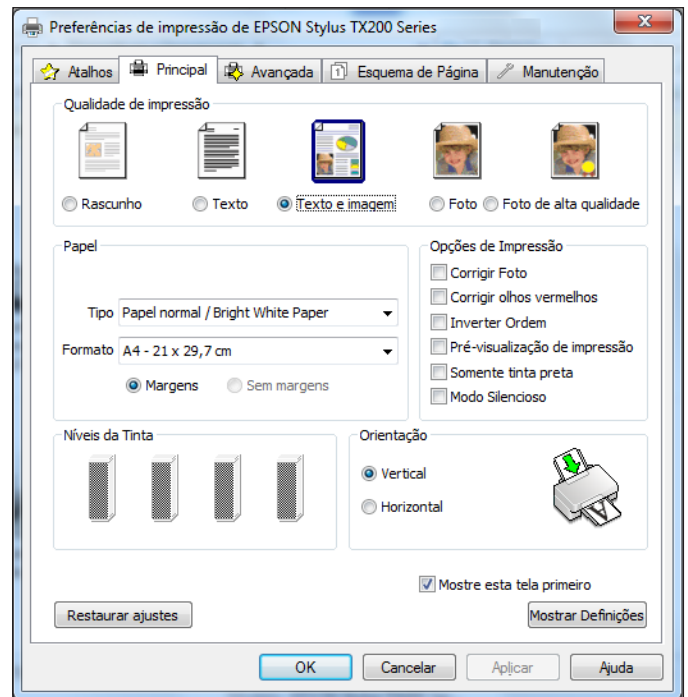 Preferências de impressão de EPSON Stylus TX200 Series
Atalhos Principal Avançada Esquema de Página Manutenção
Qualidade de impressão
Rascunho Texto Texto e imagem Foto Foto de alta qualidade
Papel
Tipo Papel normal / Bright White Paper
Formato A4 - 21 x 29,7 cm
Margens Sem margens
Opções de Impressão
Corrigir Foto
Corrigir olhos vermelhos
Inverter Ordem
Pré-visualização de impressão
Somente tinta preta
Modo Silencioso
Níveis da Tinta
Orientação
Vertical
Horizontal
Mostre esta tela primeiro
Restaurar ajustes Mostrar Definições
OK Cancelar Aplicar Ajuda